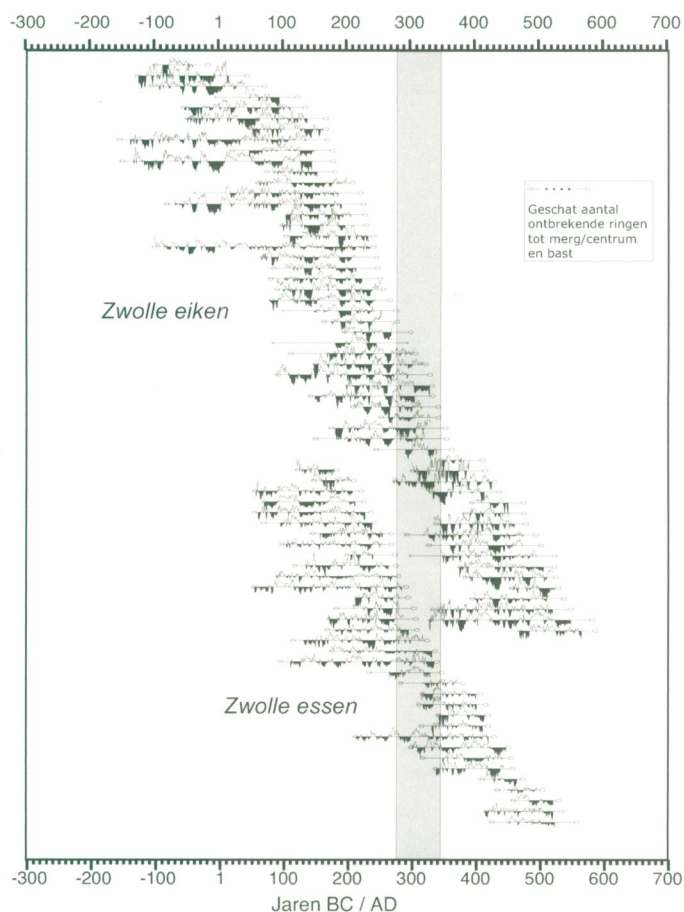 -300 -200 -100 1 100 200 300 400 500 600 700
Geschat aantal
ontbrekende ringen
tot merg/centrum
en bast
Zwolle eiken
Zwolle essen
-300 -200 -100 1 100 200 300 400 500 600 700
Jaren BC / AD